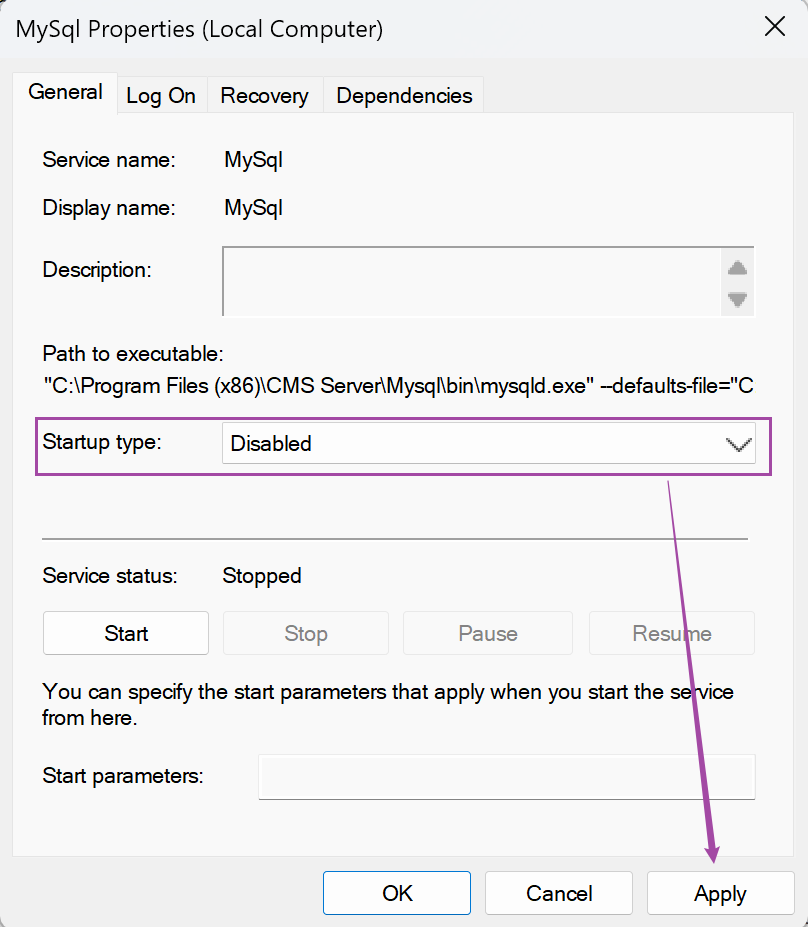 MySql Properties (Local Computer)
General Log On Recovery Dependencies
Service name: MySql
Display name: MySql
Description:
Path to executable:
"C:\Program Files (x86)\CMS Server\Mysql\bin\mysqld.exe" --defaults-file="C
Startup type: Disabled
Service status: Stopped
Start Stop Pause Resume
You can specify the start parameters that apply when you start the service
from here.
Start parameters:
OK Cancel Apply